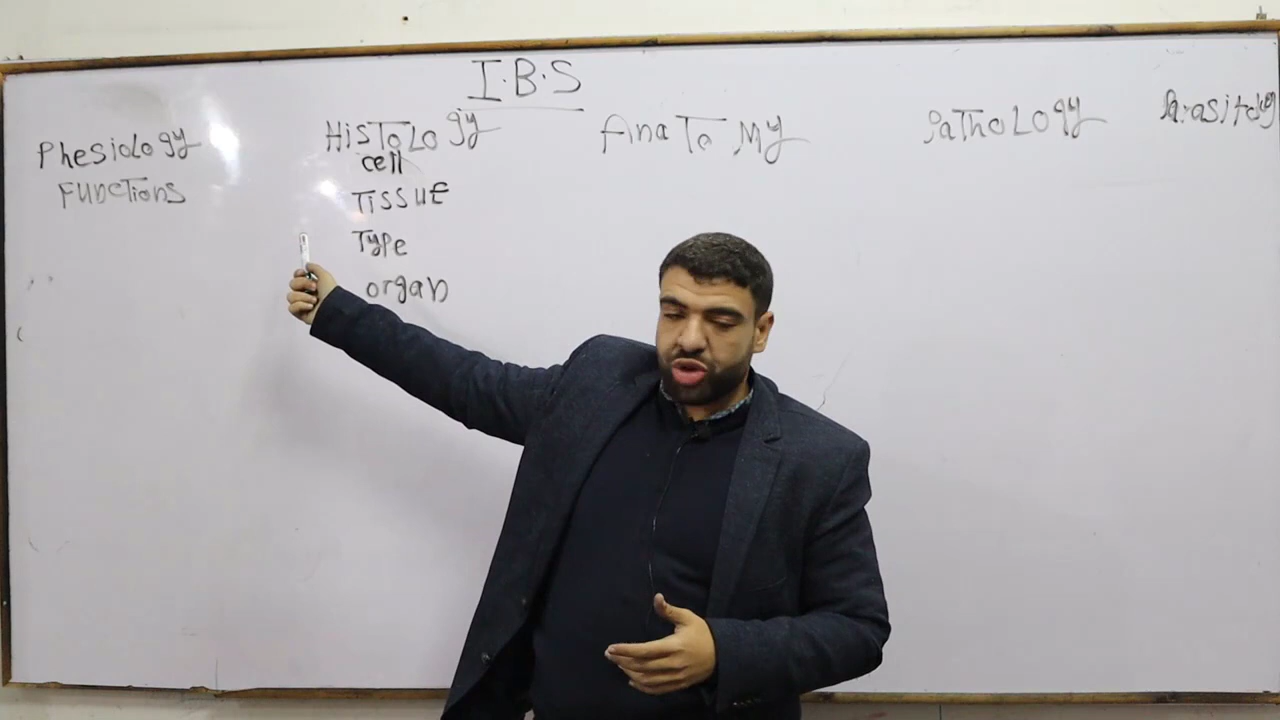 I.B.S
Phesiology
Functions
Histology
cell
Tissue
Type
organ
Anatomy
Pathology
Parasitology